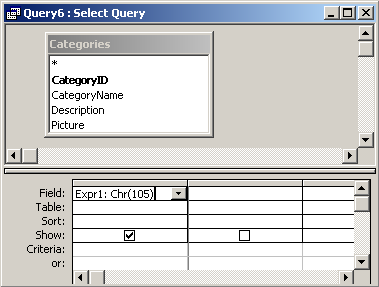 Query6 : Select Query
Categories
*
CategoryID
CategoryName
Description
Picture
Field: Expr1: Chr(105)
Table:
Sort:
Show:
Criteria:
or: